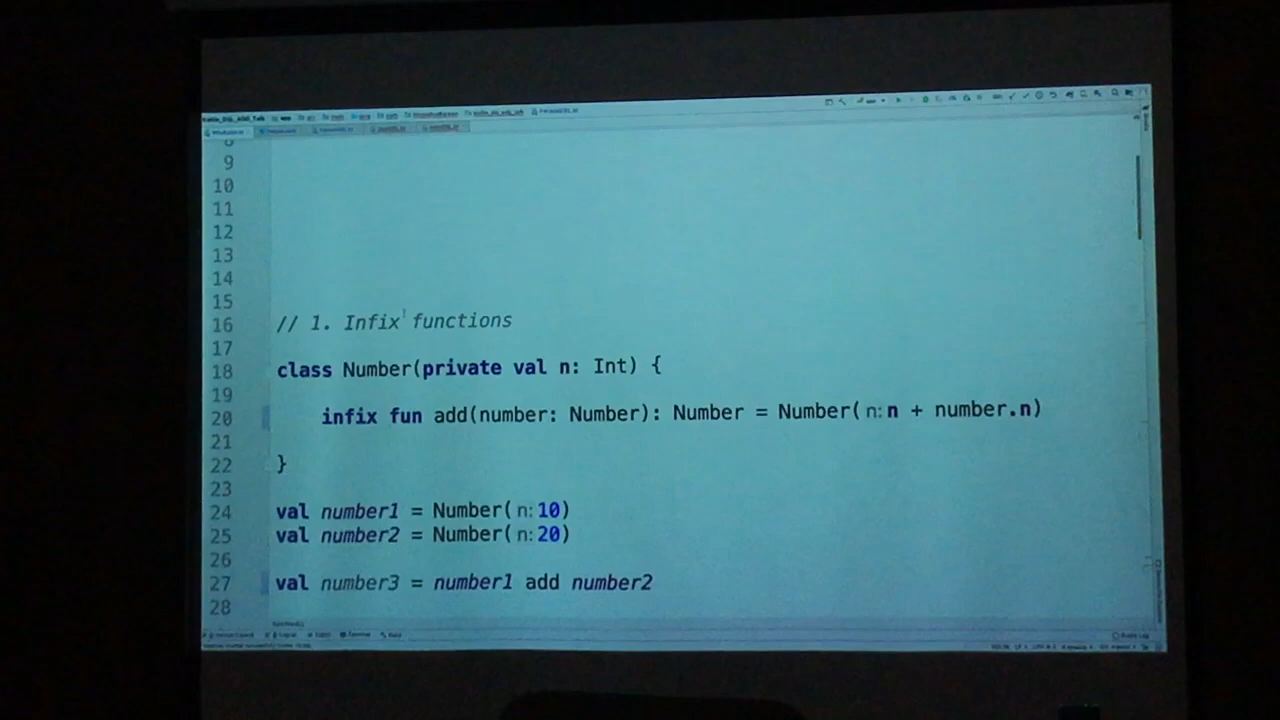 9
10
11
12
13
14
15
16 // 1. Infix functions
17
18 class Number(private val n: Int) {
19
20 infix fun add(number: Number): Number = Number( n: n + number.n)
21
22 }
23
24 val number1 = Number( n: 10)
25 val number2 = Number( n: 20)
26
27 val number3 = number1 add number2
28